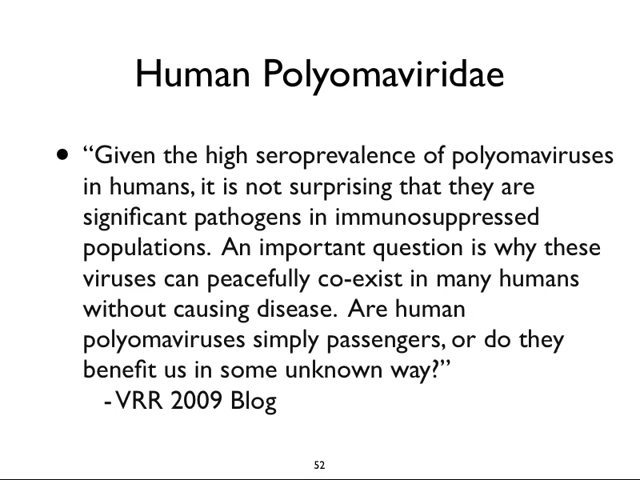 Human Polyomaviridae
• “Given the high seroprevalence of polyomaviruses
in humans, it is not surprising that they are
significant pathogens in immunosuppressed
populations.  An important question is why these
viruses can peacefully co-exist in many humans
without causing disease.  Are human
polyomaviruses simply passengers, or do they
benefit us in some unknown way?”
- VRR 2009 Blog
52